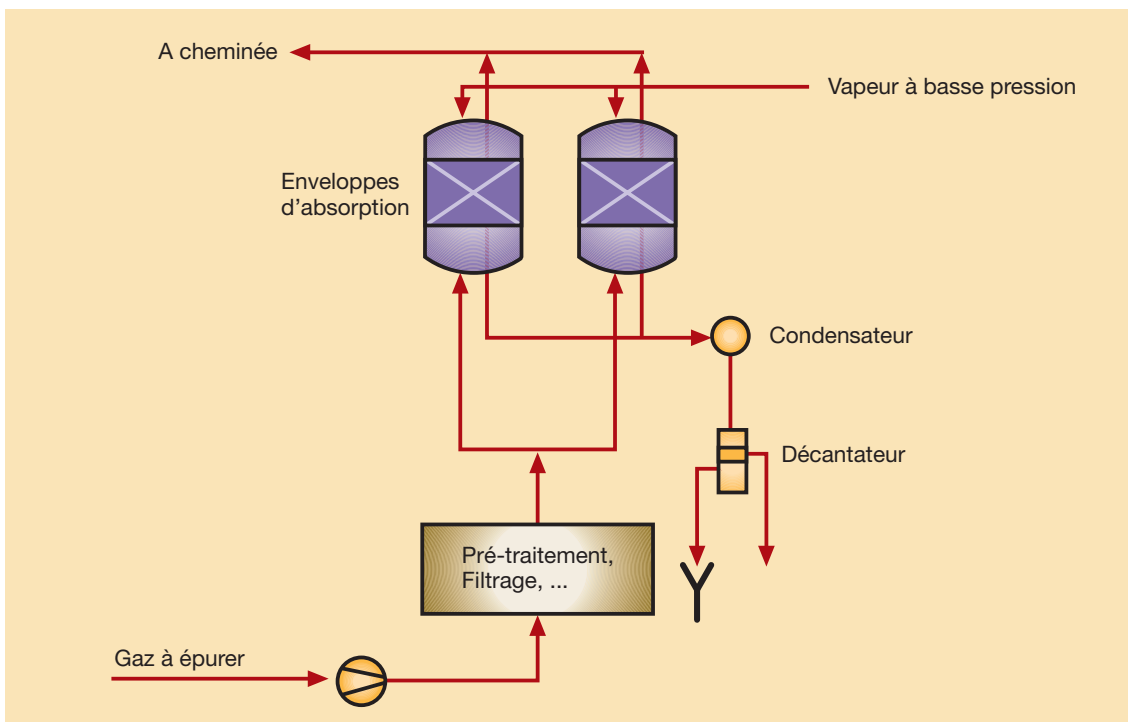 A cheminée
Vapeur à basse pression
Enveloppes
d’absorption
Condensateur
Décantateur
Pré-traitement,
Filtrage, ...
Gaz à épurer